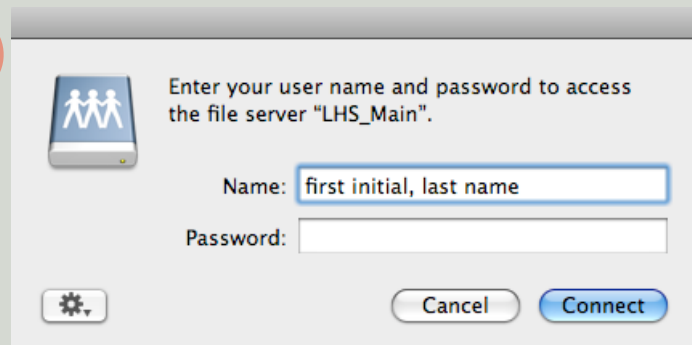 Enter your user name and password to access
the file server “LHS_Main”.
Name: first initial, last name
Password:
Cancel Connect